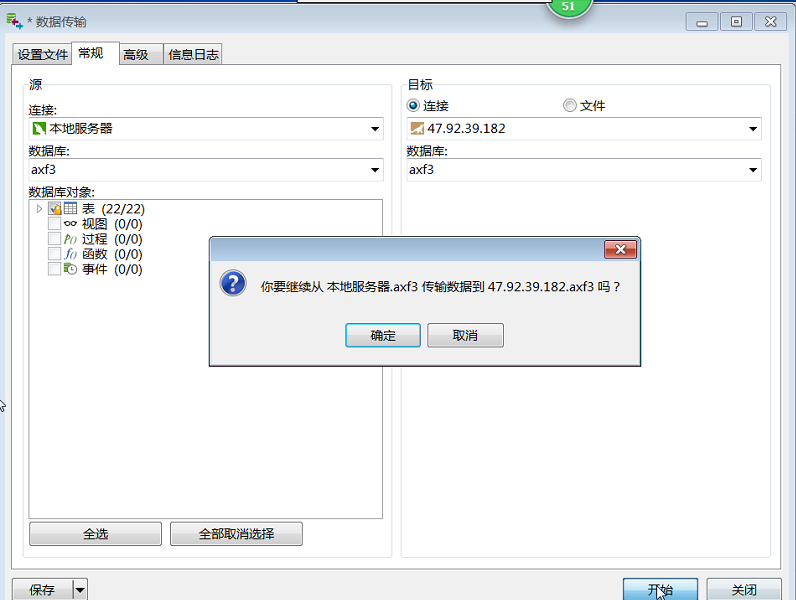 51
* 数据传输
设置文件 常规 高级 信息日志
源
连接:
本地服务器
数据库:
axf3
数据库对象:
表 (22/22)
视图 (0/0)
过程 (0/0)
函数 (0/0)
事件 (0/0)
全选 全部取消选择
目标
连接 文件
47.92.39.182
数据库:
axf3
你要继续从 本地服务器.axf3 传输数据到 47.92.39.182.axf3 吗？
确定 取消
保存 开始 关闭